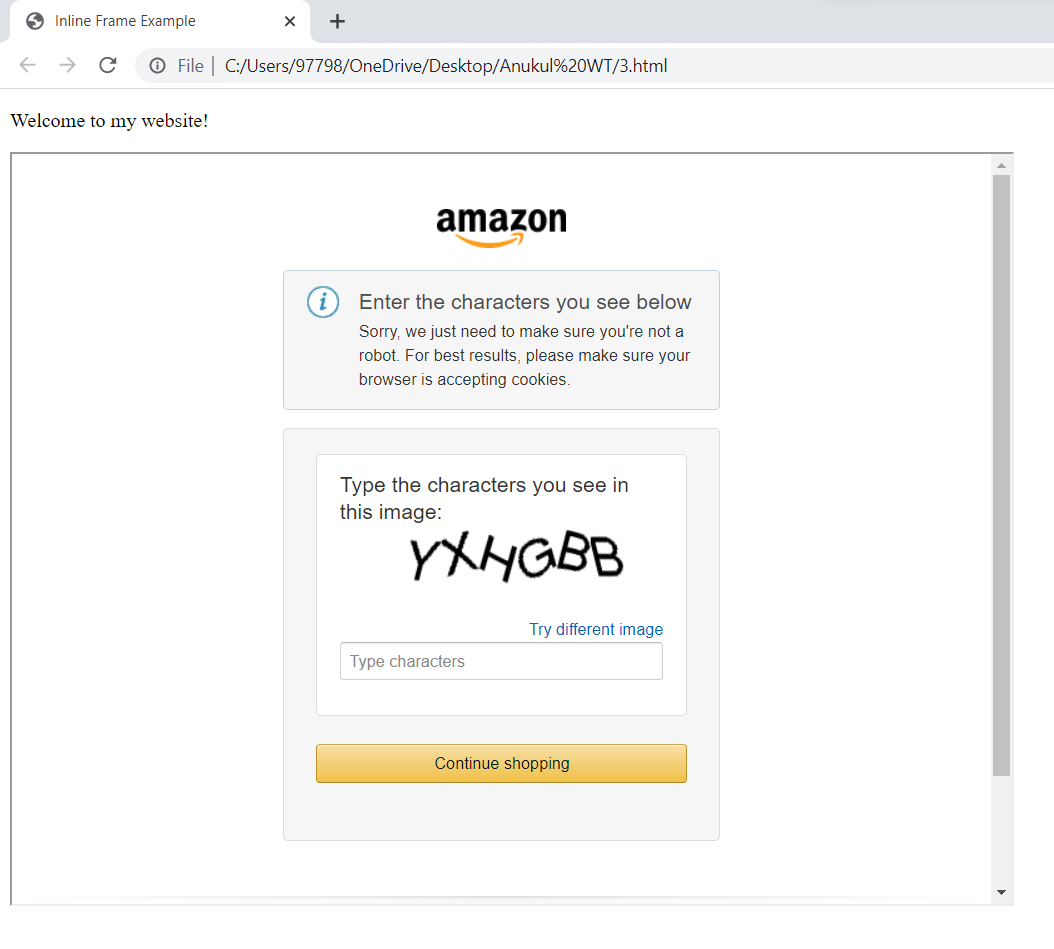 Inline Frame Example
File | C:/Users/97798/OneDrive/Desktop/Anukul%20WT/3.html
Welcome to my website!
amazon
i Enter the characters you see below
Sorry, we just need to make sure you're not a
robot. For best results, please make sure your
browser is accepting cookies.
Type the characters you see in
this image:
YXHGBB
Try different image
Type characters
Continue shopping